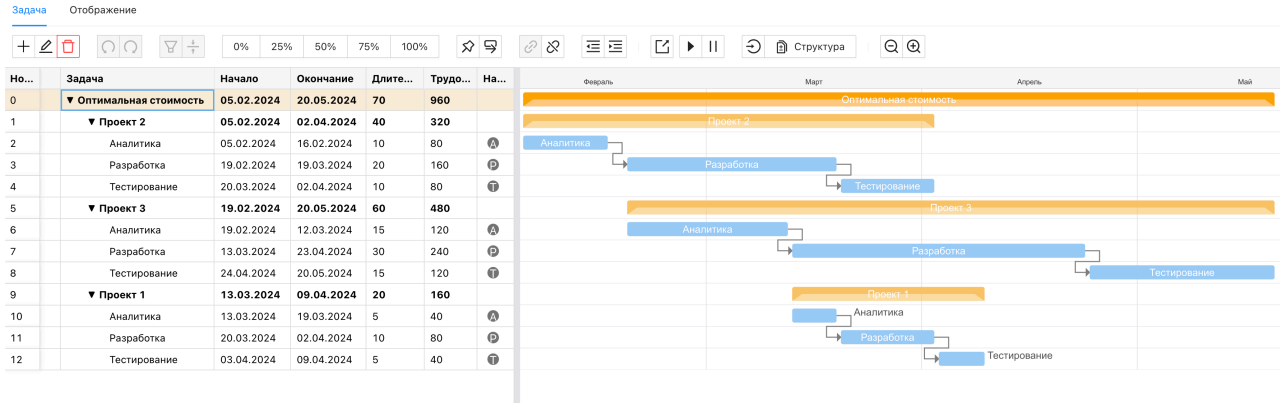 Задача Отображение
0% 25% 50% 75% 100% Структура
Но... Задача Начало Окончание Длите... Трудо... На... Февраль Март Апрель Май
0 ▼ Оптимальная стоимость 05.02.2024 20.05.2024 70 960 Оптимальная стоимость
1 ▼ Проект 2 05.02.2024 02.04.2024 40 320 Проект 2
2 Аналитика 05.02.2024 16.02.2024 10 80 А Аналитика
3 Разработка 19.02.2024 19.03.2024 20 160 Р Разработка
4 Тестирование 20.03.2024 02.04.2024 10 80 Т Тестирование
5 ▼ Проект 3 19.02.2024 20.05.2024 60 480 Проект 3
6 Аналитика 19.02.2024 12.03.2024 15 120 А Аналитика
7 Разработка 13.03.2024 23.04.2024 30 240 Р Разработка
8 Тестирование 24.04.2024 20.05.2024 15 120 Т Тестирование
9 ▼ Проект 1 13.03.2024 09.04.2024 20 160 Проект 1
10 Аналитика 13.03.2024 19.03.2024 5 40 А Аналитика
11 Разработка 20.03.2024 02.04.2024 10 80 Р Разработка
12 Тестирование 03.04.2024 09.04.2024 5 40 Т Тестирование